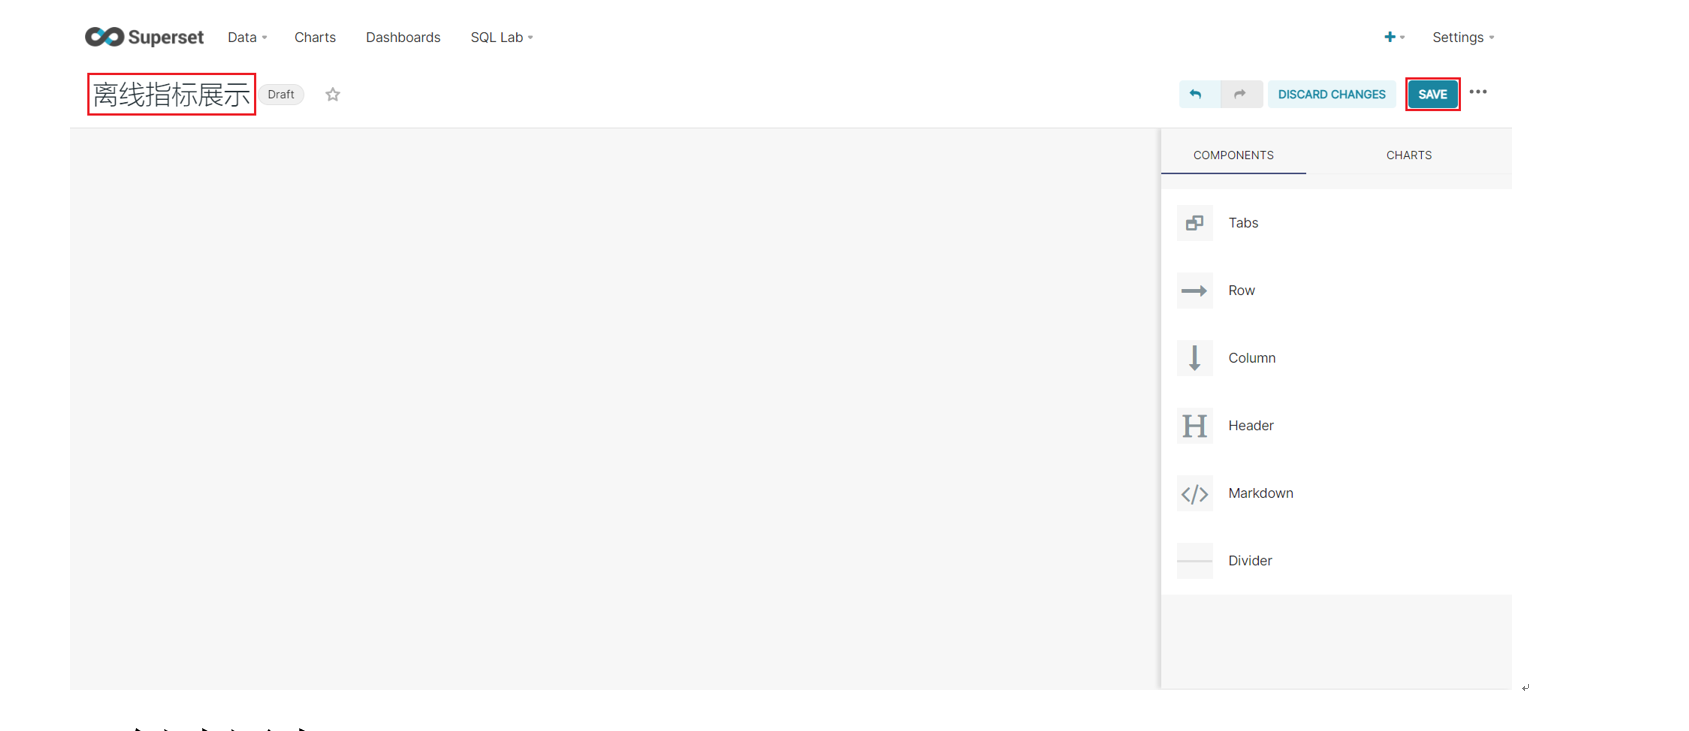 Superset Data Charts Dashboards SQL Lab Settings
离线指标展示 Draft DISCARD CHANGES SAVE
COMPONENTS CHARTS
Tabs
Row
Column
Header
Markdown
Divider